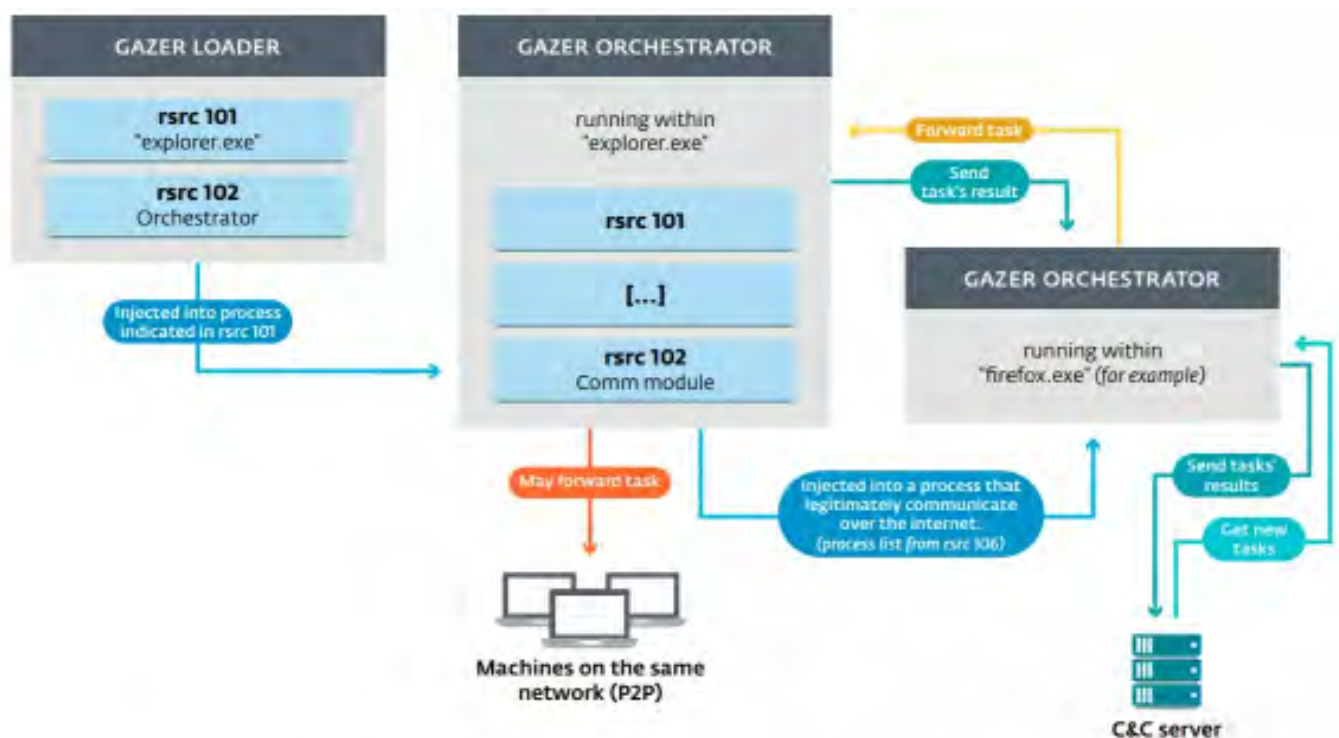 GAZER LOADER
rsrc 101
"explorer.exe"
rsrc 102
Orchestrator
Injected into process
indicated in rsrc 101
GAZER ORCHESTRATOR
running within
"explorer.exe"
rsrc 101
[...]
rsrc 102
Comm module
Forward task
Send
task's result
GAZER ORCHESTRATOR
running within
"firefox.exe" (for example)
May forward task
Injected into a process that
legitimately communicate
over the internet.
(process list from rsrc 106)
Send tasks'
results
Get new
tasks
Machines on the same
network (P2P)
C&C server